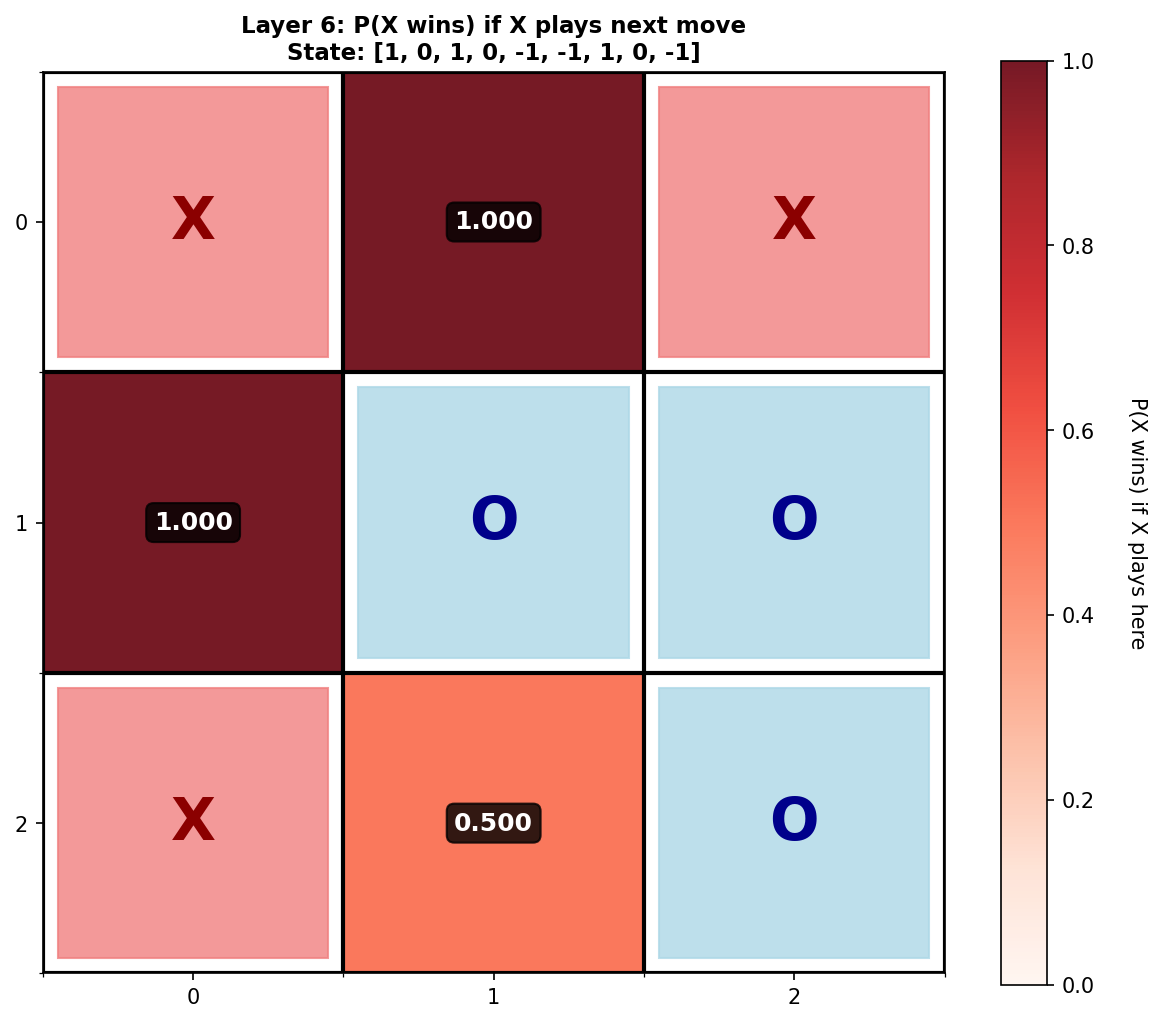 Layer 6: P(X wins) if X plays next move
State: [1, 0, 1, 0, -1, -1, 1, 0, -1]
0
X
1.000
X
1
1.000
O
O
2
X
0.500
O
0
1
2
1.0
0.8
0.6
0.4
0.2
0.0
P(X wins) if X plays here